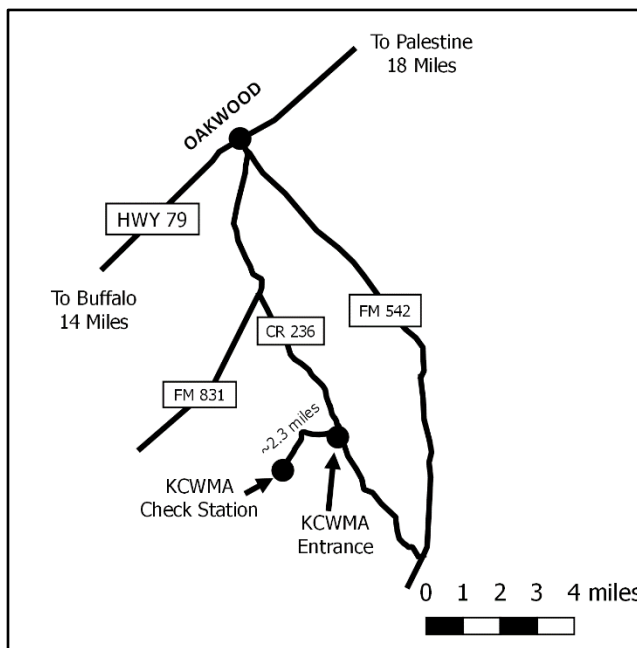 To Palestine
18 Miles
OAKWOOD
HWY 79
To Buffalo
14 Miles
FM 542
CR 236
FM 831
~2.3 miles
KCWMA
Check Station
KCWMA
Entrance
0 1 2 3 4 miles